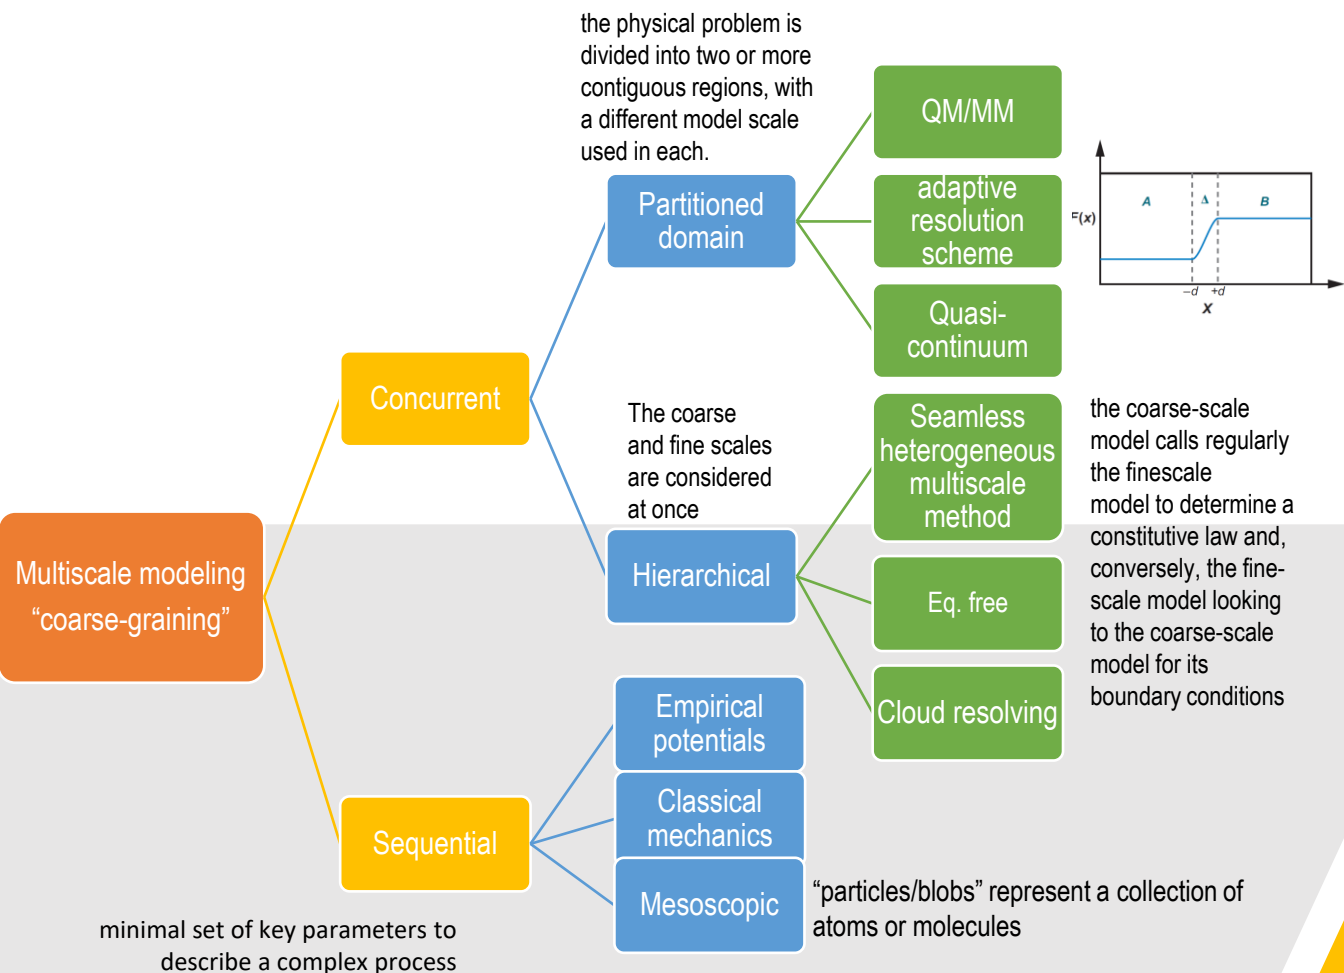 the physical problem is
divided into two or more
contiguous regions, with
a different model scale
used in each.
QM/MM
adaptive
resolution
scheme
Quasi-
continuum
Partitioned
domain
F(x)
A
Δ
B
–d
+d
x
Concurrent
The coarse
and fine scales
are considered
at once
Seamless
heterogeneous
multiscale
method
the coarse-scale
model calls regularly
the finescale
model to determine a
constitutive law and,
conversely, the fine-
scale model looking
to the coarse-scale
model for its
boundary conditions
Multiscale modeling
“coarse-graining”
Hierarchical
Eq. free
Cloud resolving
Empirical
potentials
Classical
mechanics
Sequential
Mesoscopic
“particles/blobs” represent a collection of
atoms or molecules
minimal set of key parameters to
describe a complex process